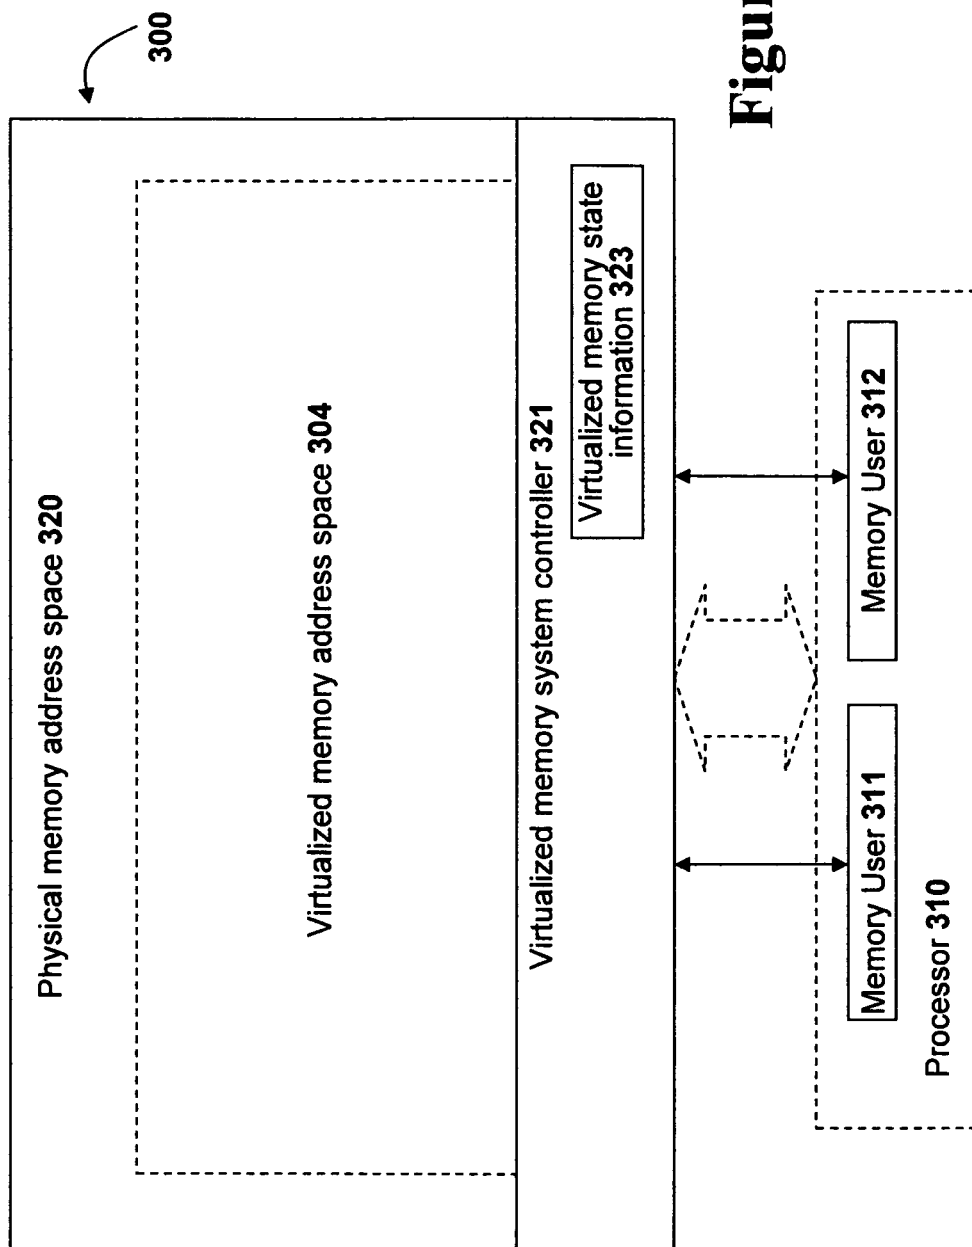 300
Physical memory address space 320
Virtualized memory address space 304
Virtualized memory system controller 321
Virtualized memory state
information 323
Memory User 311
Memory User 312
Processor 310